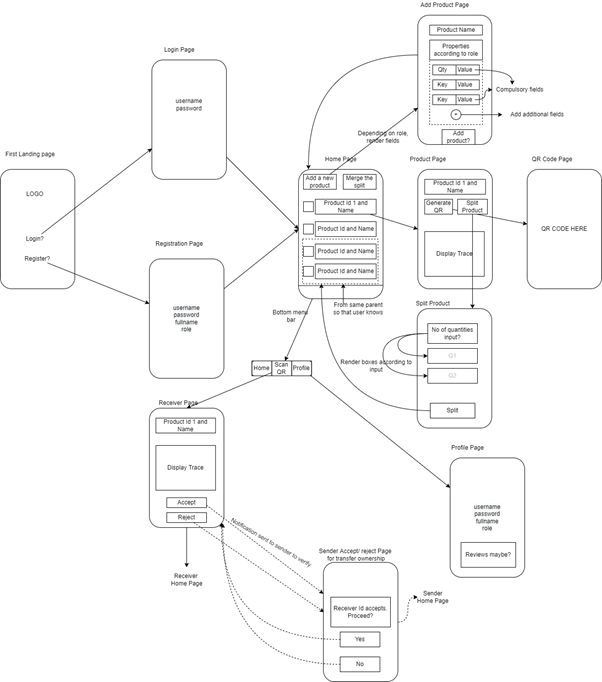 Add Product Page
Product Name
Properties
according to role
Qty Value
Key Value
Key Value
Compulsory fields
+
Add additional fields
Add
product?
Depending on role,
render fields
Login Page
username
password
First Landing page
LOGO
Login?
Register?
Registration Page
username
password
fullname
role
Home Page
Add a new
product
Merge the
split
Product Id 1 and
Name
Product Id and Name
Product Id and Name
Product Id and Name
From same parent
so that user knows
Bottom menu
bar
Home
Scan
QR
Profile
Product Page
Product Id 1 and
Name
Generate
QR
Split
Product
Display Trace
QR Code Page
QR CODE HERE
Split Product
No of quantities
input?
Q1
Q2
Render boxes according to
input
Split
Receiver Page
Product Id 1 and
Name
Display Trace
Accept
Reject
Receiver
Home Page
Notification sent to sender to verify
Sender Accept/ reject Page
for transfer ownership
Receiver Id accepts.
Proceed?
Yes
No
Sender
Home Page
Profile Page
username
password
fullname
role
Reviews maybe?